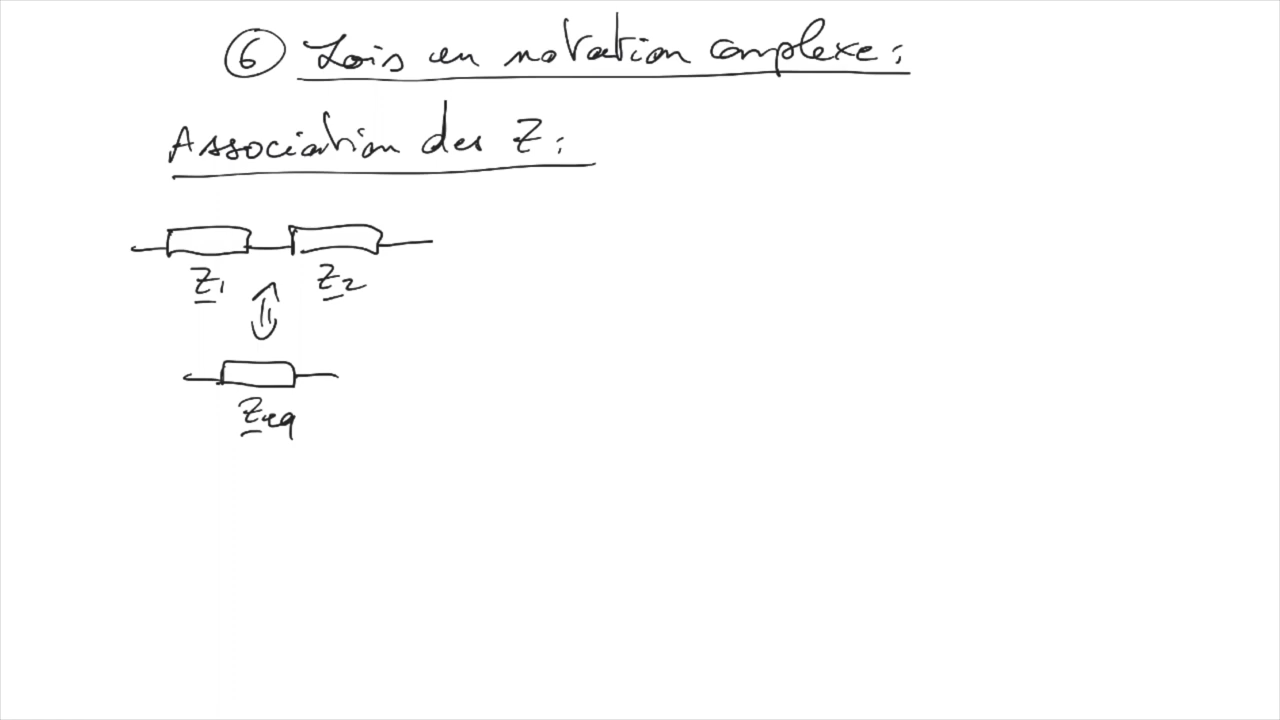 ⑥ Lois en notation complexe :
Association des Z :
Z1 Z2
Zeq